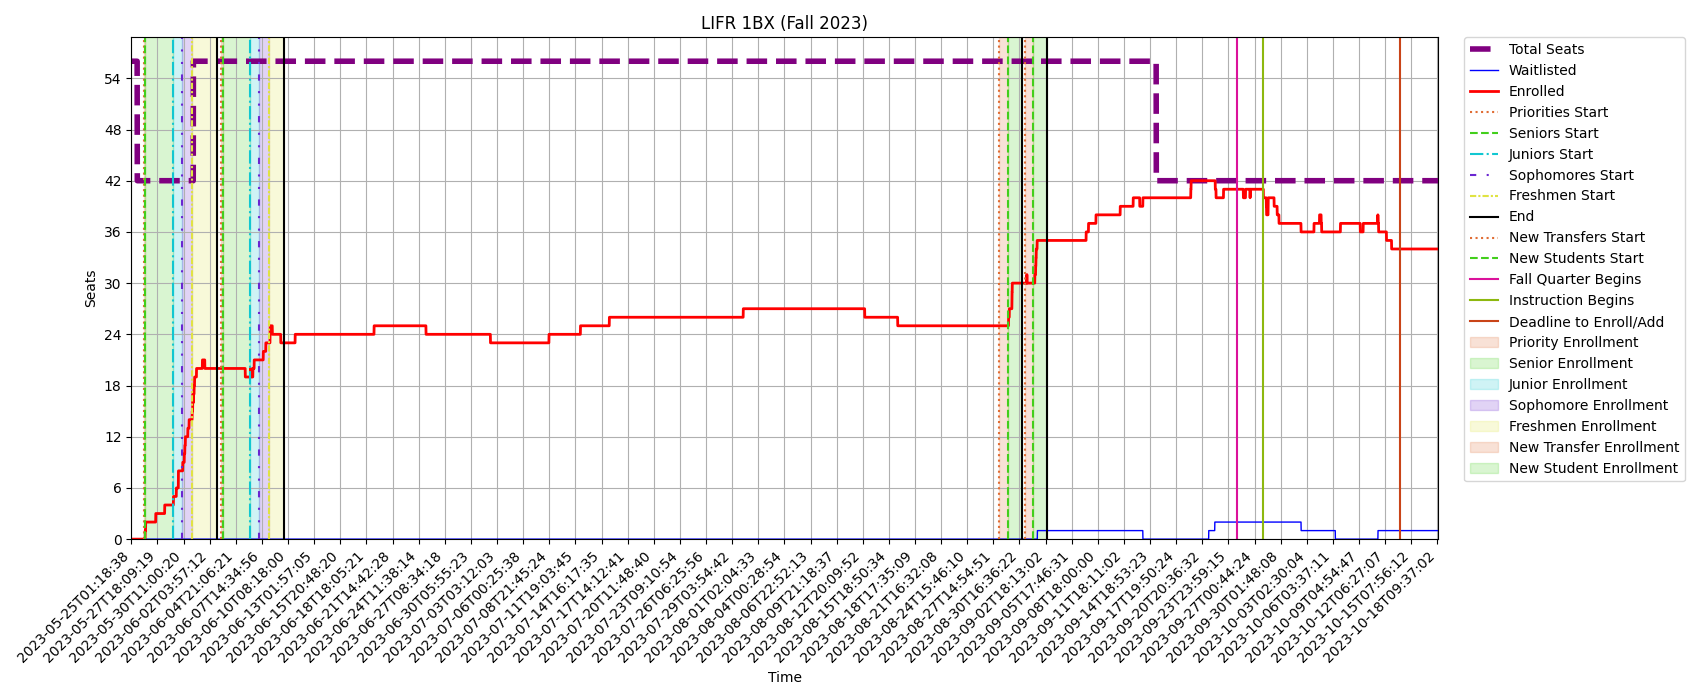 LIFR 1BX (Fall 2023)
Seats
54
48
42
36
30
24
18
12
6
0
2023-05-25T01:18:38
2023-05-27T18:09:19
2023-05-30T11:00:20
2023-06-02T03:57:12
2023-06-04T21:06:21
2023-06-07T14:34:56
2023-06-10T08:18:00
2023-06-13T01:57:05
2023-06-15T20:48:20
2023-06-18T18:05:21
2023-06-21T14:42:28
2023-06-24T11:38:14
2023-06-27T08:34:18
2023-06-30T05:55:23
2023-07-03T03:12:03
2023-07-06T00:25:38
2023-07-08T21:45:24
2023-07-11T19:03:45
2023-07-14T16:17:35
2023-07-17T14:12:41
2023-07-20T11:48:40
2023-07-23T09:10:54
2023-07-26T06:25:56
2023-07-29T03:54:42
2023-08-01T02:04:33
2023-08-04T00:28:54
2023-08-06T22:52:13
2023-08-09T21:18:37
2023-08-12T20:09:52
2023-08-15T18:50:34
2023-08-18T17:35:09
2023-08-21T16:32:08
2023-08-24T15:46:10
2023-08-27T14:54:51
2023-08-30T16:36:22
2023-09-02T18:13:02
2023-09-05T17:46:31
2023-09-08T18:00:00
2023-09-11T18:11:02
2023-09-14T18:53:23
2023-09-17T19:50:24
2023-09-20T20:36:32
2023-09-23T23:59:15
2023-09-27T00:44:24
2023-09-30T01:48:08
2023-10-03T02:30:04
2023-10-06T03:37:11
2023-10-09T04:54:47
2023-10-12T06:27:07
2023-10-15T07:56:12
2023-10-18T09:37:02
Time
Total Seats
Waitlisted
Enrolled
Priorities Start
Seniors Start
Juniors Start
Sophomores Start
Freshmen Start
End
New Transfers Start
New Students Start
Fall Quarter Begins
Instruction Begins
Deadline to Enroll/Add
Priority Enrollment
Senior Enrollment
Junior Enrollment
Sophomore Enrollment
Freshmen Enrollment
New Transfer Enrollment
New Student Enrollment